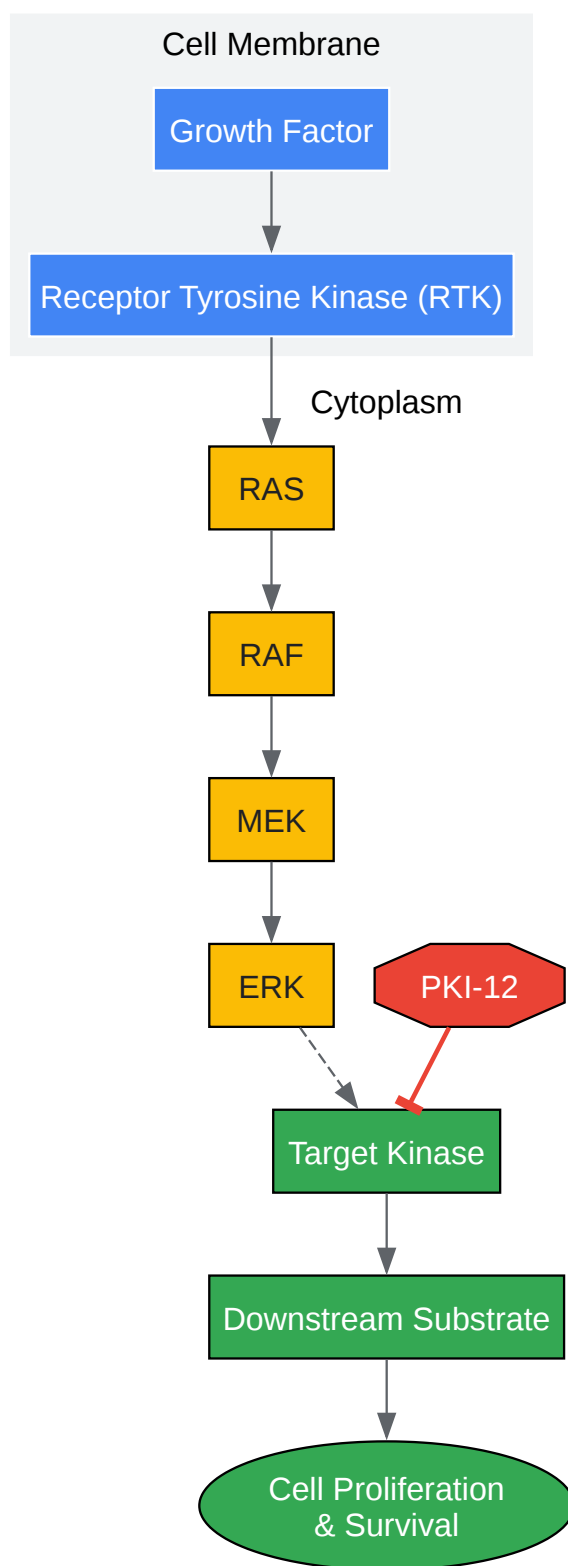 Cell Membrane
Growth Factor
Receptor Tyrosine Kinase (RTK)
Cytoplasm
RAS
RAF
MEK
ERK
PKI-12
Target Kinase
Downstream Substrate
Cell Proliferation
& Survival